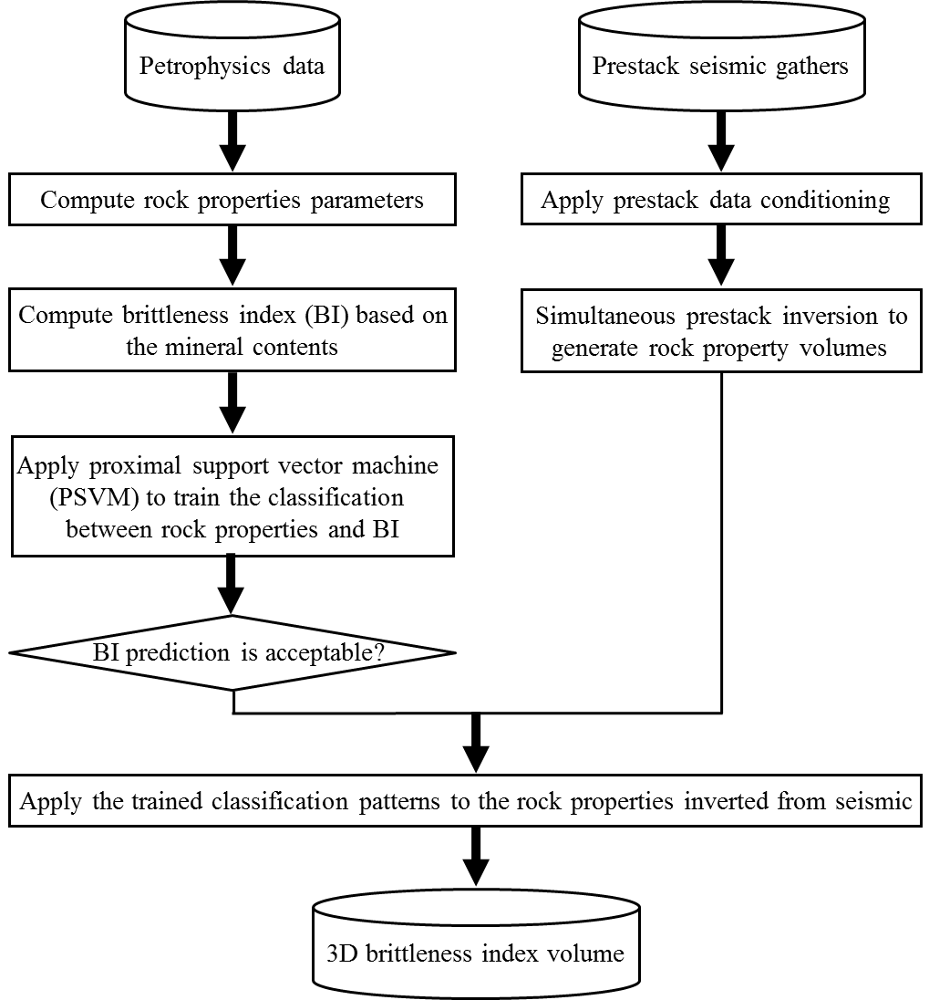 Petrophysics data
Prestack seismic gathers
Compute rock properties parameters
Apply prestack data conditioning
Compute brittleness index (BI) based on
the mineral contents
Simultaneous prestack inversion to
generate rock property volumes
Apply proximal support vector machine
(PSVM) to train the classification
between rock properties and BI
BI prediction is acceptable?
Apply the trained classification patterns to the rock properties inverted from seismic
3D brittleness index volume